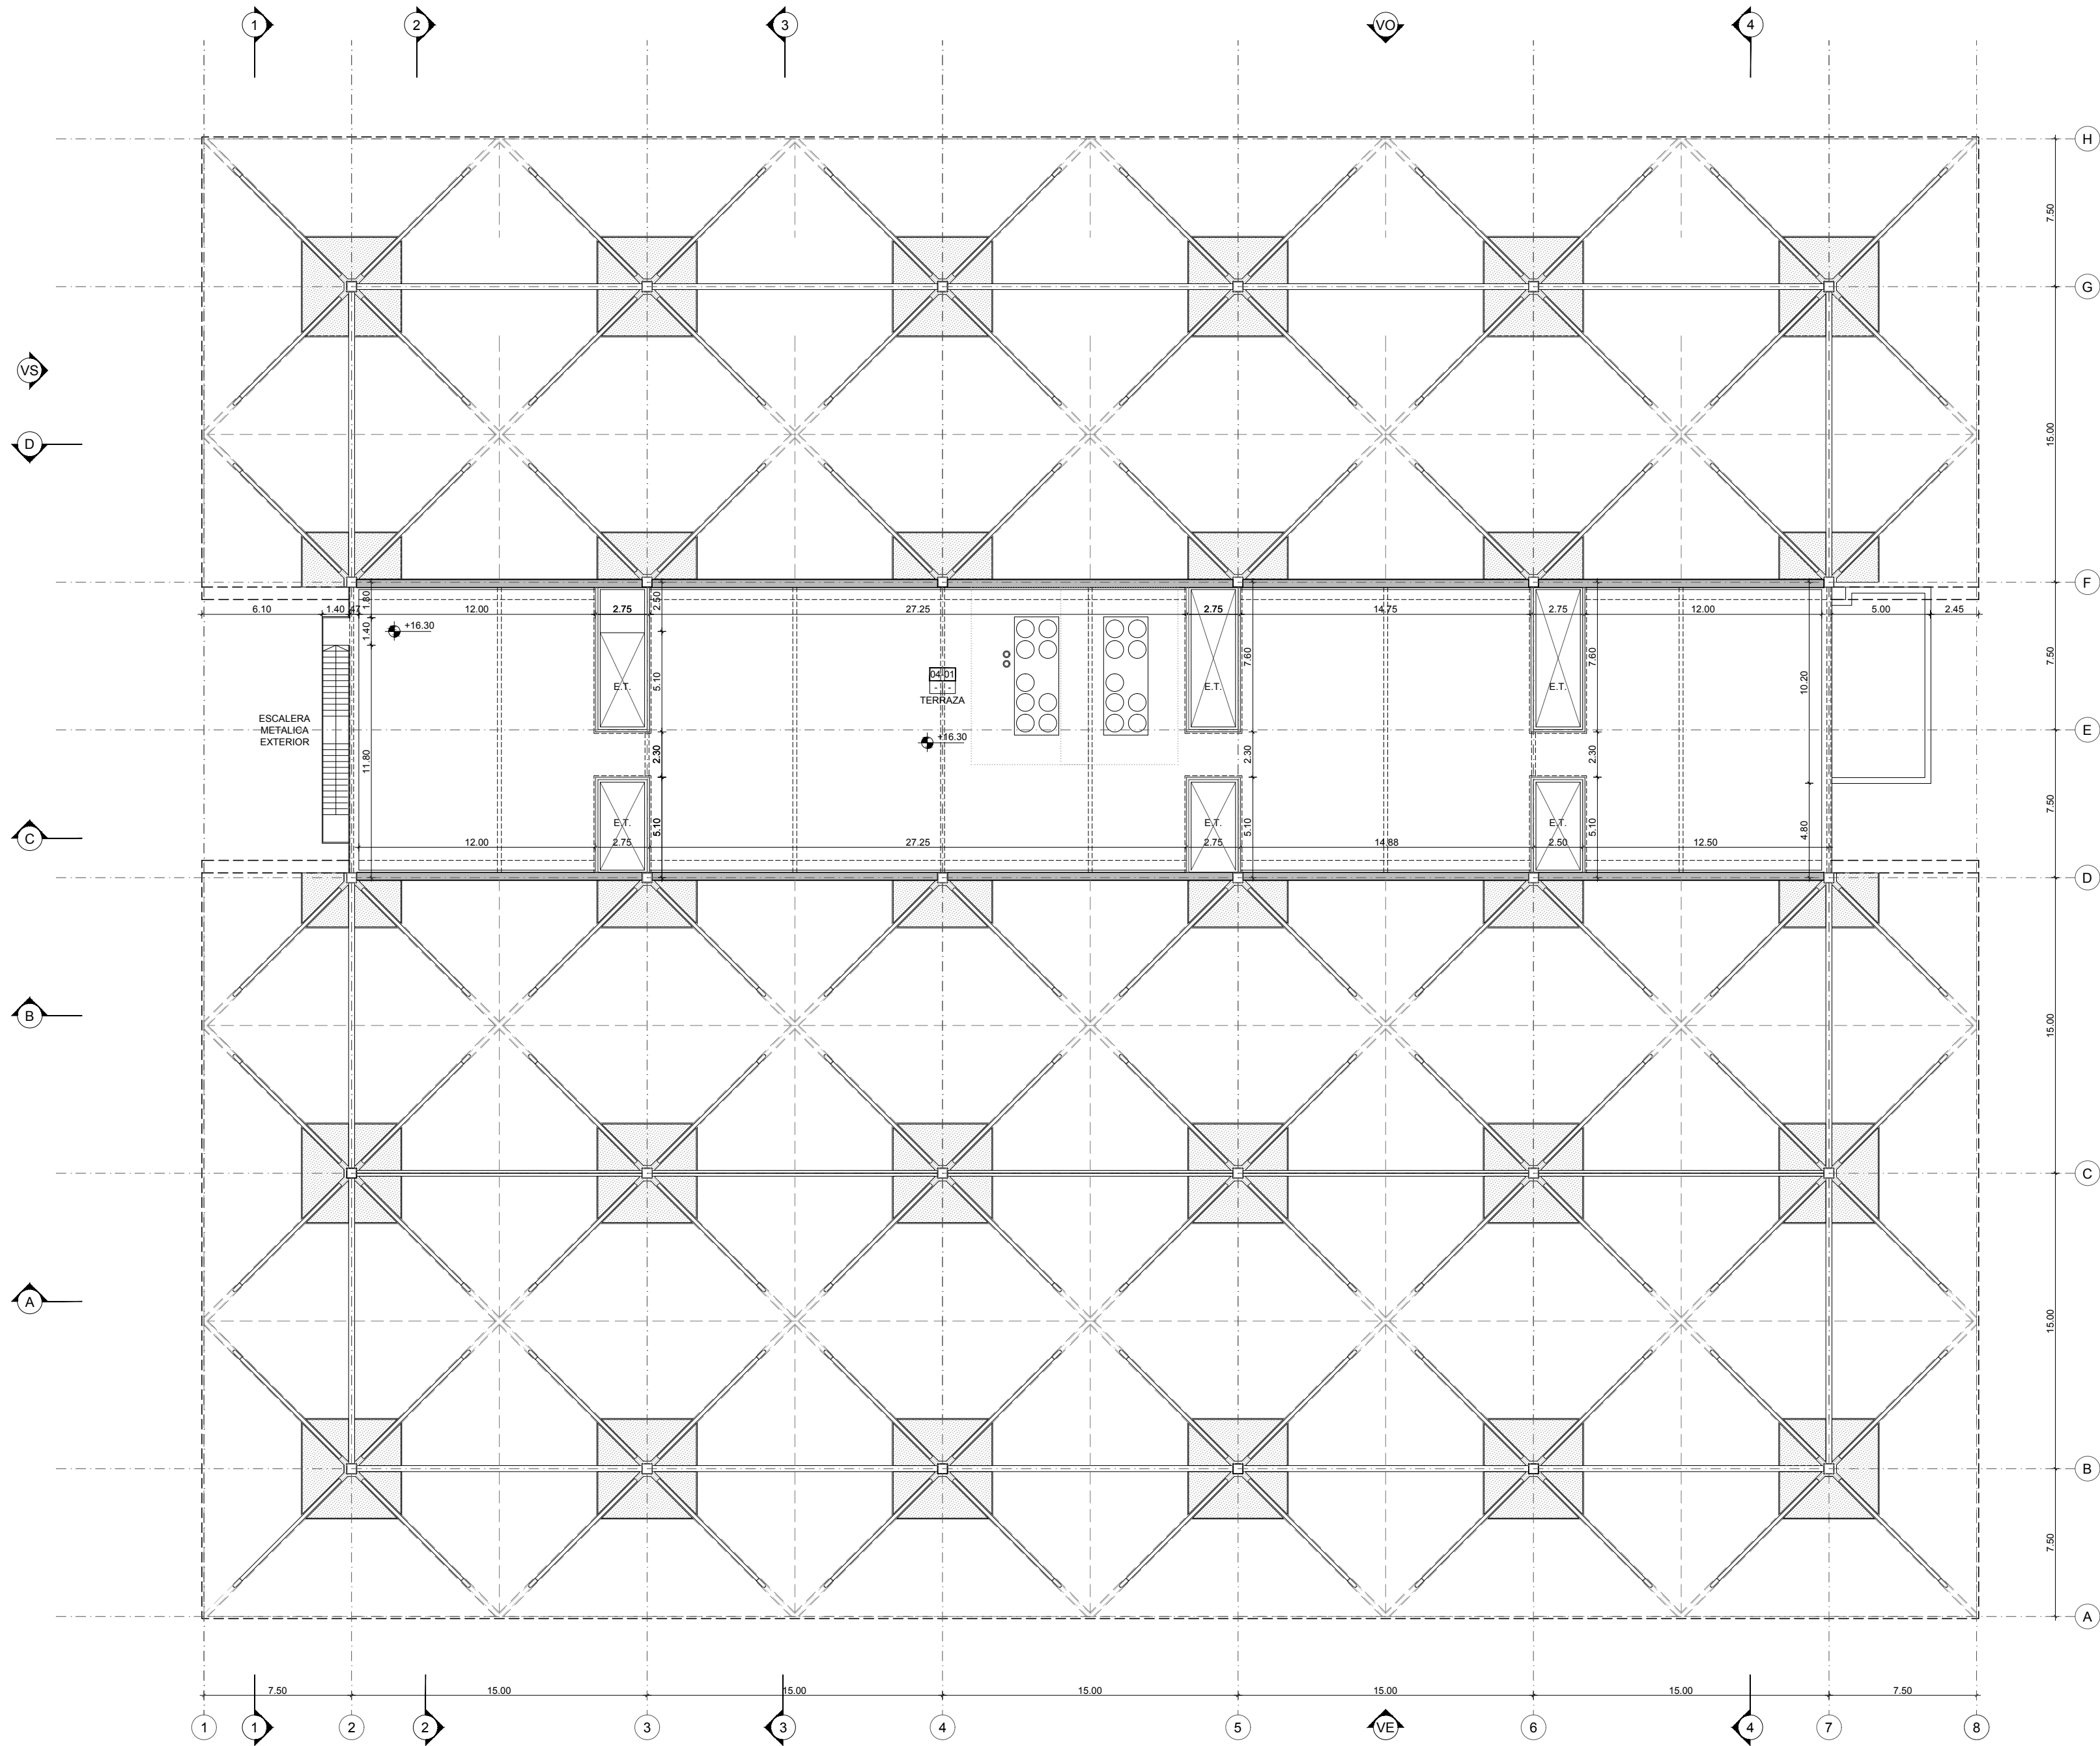 1
2
3
VO
4
H
7.50
G
VS
15.00
D
F
6.10
1.40
.47
1.80
12.00
2.75
2.50
27.25
2.75
14.75
2.75
12.00
5.00
2.45
+16.30
1.40
7.60
7.60
7.50
04-01
- -
TERRAZA
5.10
E.T.
E.T.
E.T.
10.20
ESCALERA
METALICA
EXTERIOR
E
+16.30
11.80
2.30
2.30
2.30
7.50
C
E.T.
E.T.
E.T.
5.10
5.10
5.10
4.80
12.00
2.75
27.25
2.75
14.88
2.50
12.50
D
B
15.00
C
A
15.00
B
7.50
A
7.50
15.00
15.00
15.00
15.00
15.00
7.50
1
1
2
2
3
3
4
5
VE
6
4
7
8